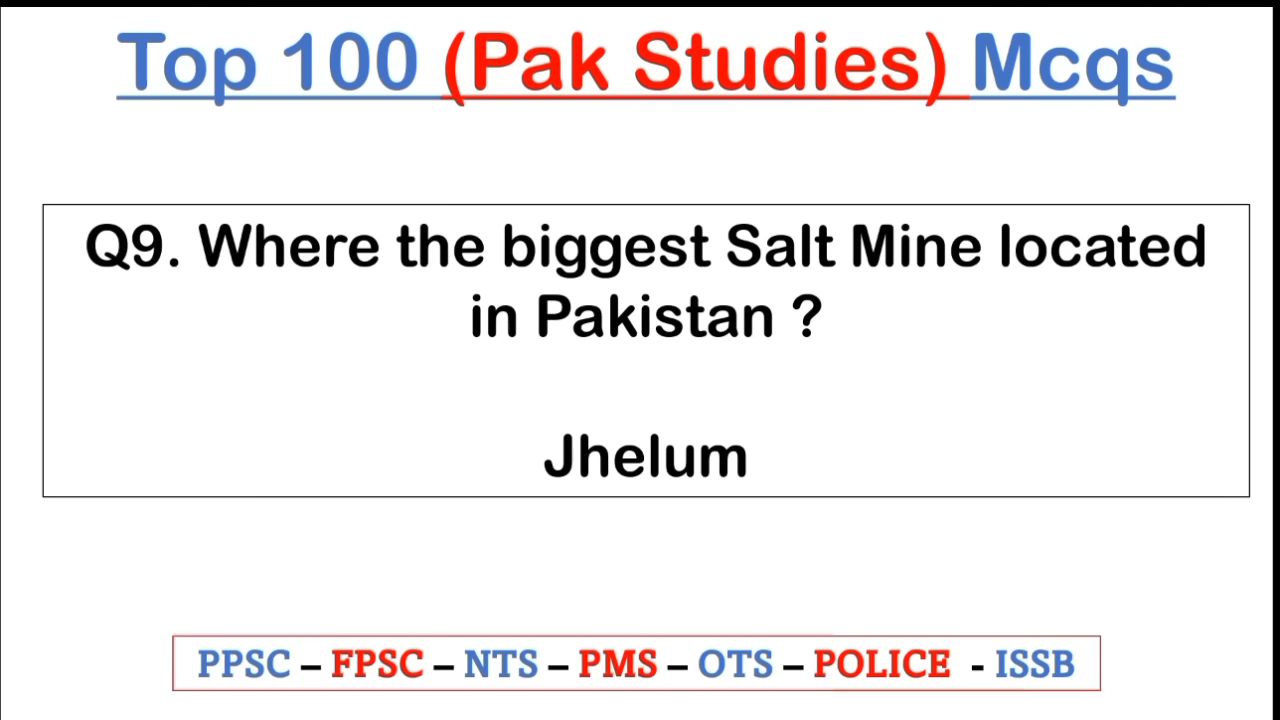 Top 100 (Pak Studies) Mcqs
Q9. Where the biggest Salt Mine located
in Pakistan ?
Jhelum
PPSC – FPSC – NTS – PMS – OTS – POLICE - ISSB